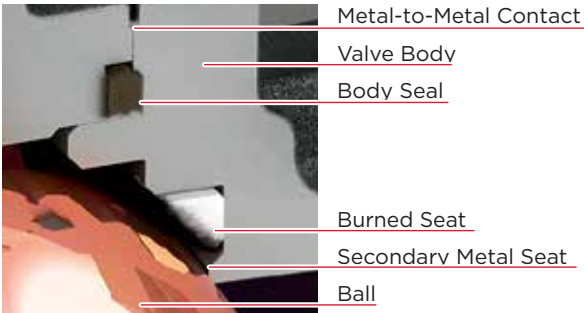 Metal-to-Metal Contact
Valve Body
Body Seal
Burned Seat
Secondary Metal Seat
Ball